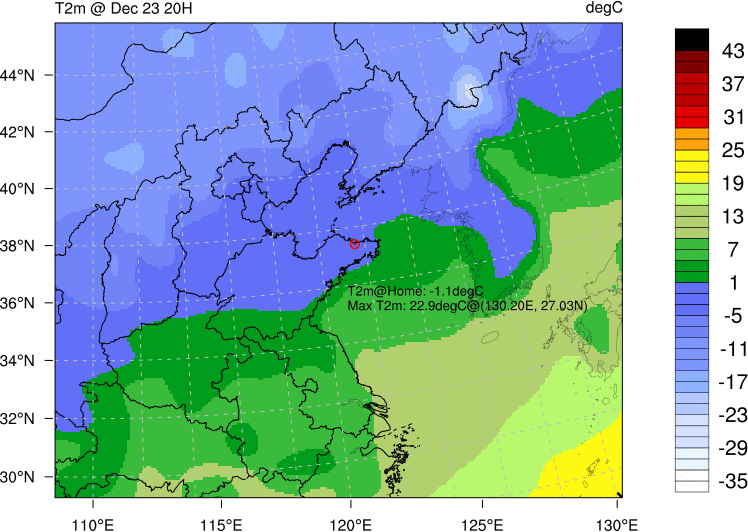 T2m @ Dec 23 20H
degC
44°N
42°N
40°N
38°N
36°N
34°N
32°N
30°N
T2m@Home: -1.1degC
Max T2m: 22.9degC@(130.20E, 27.03N)
110°E
115°E
120°E
125°E
130°E
43
37
31
25
19
13
7
1
-5
-11
-17
-23
-29
-35